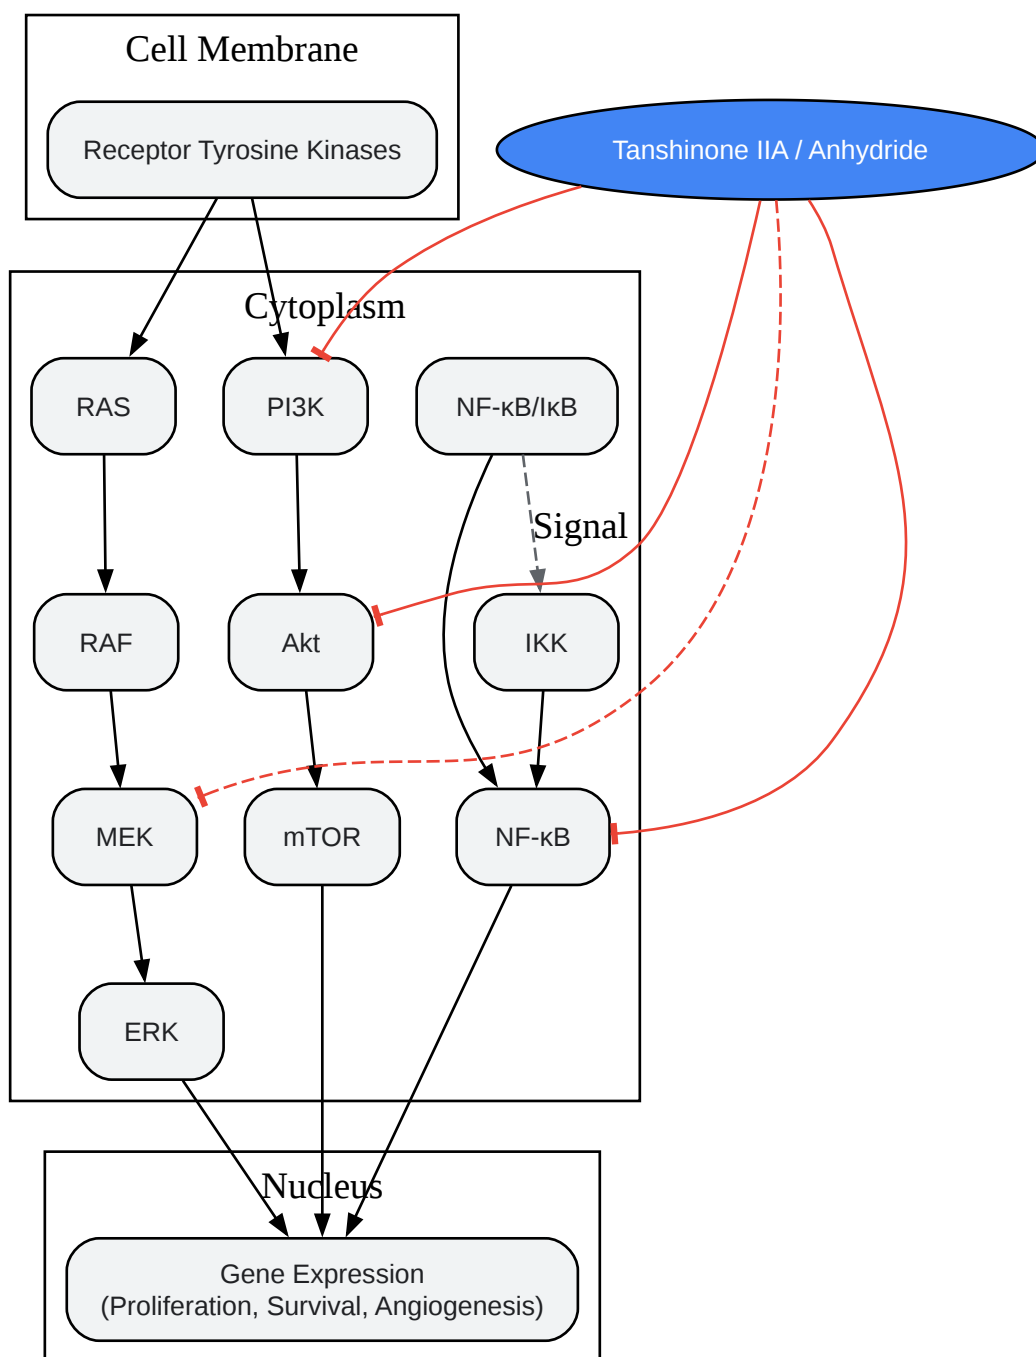 Cell Membrane
Receptor Tyrosine Kinases
Tanshinone IIA / Anhydride
Cytoplasm
RAS
PI3K
NF-κB/IκB
Signal
RAF
Akt
IKK
MEK
mTOR
NF-κB
ERK
Nucleus
Gene Expression
(Proliferation, Survival, Angiogenesis)